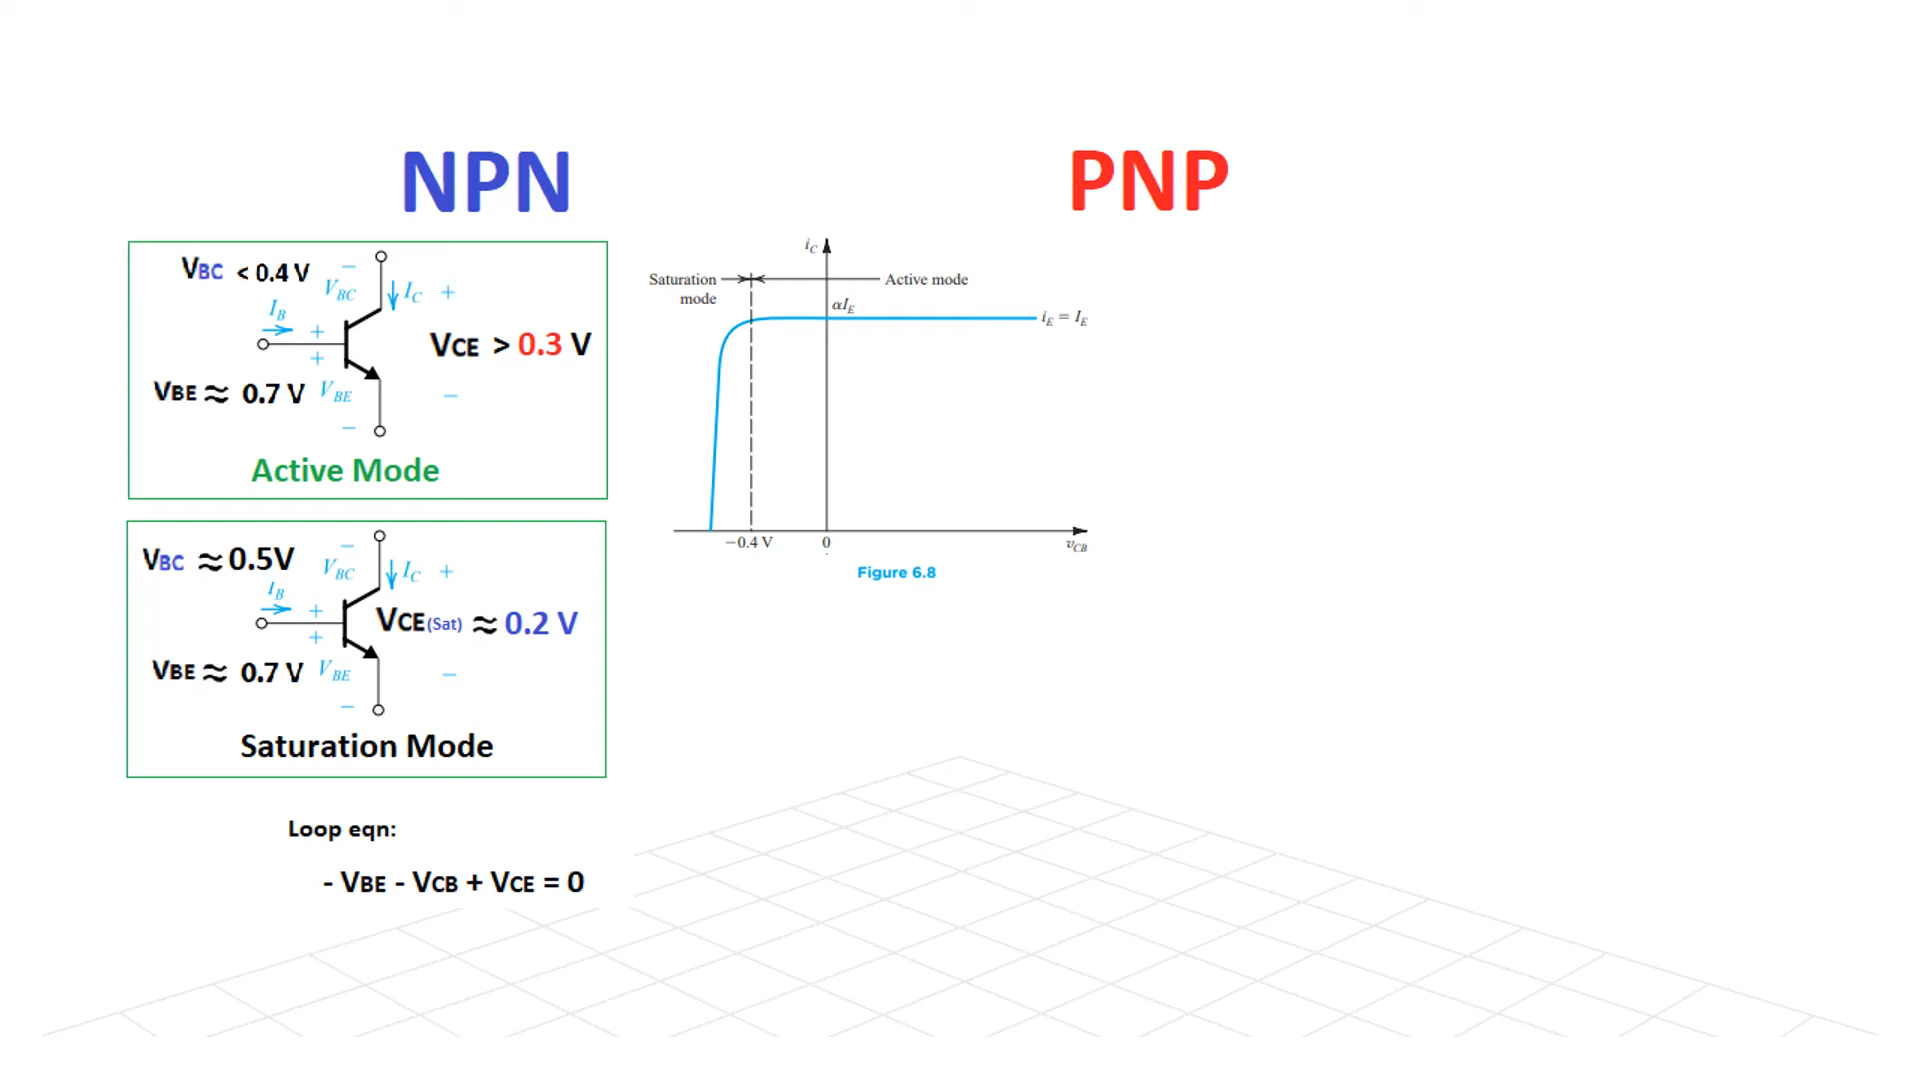 NPN
PNP
VBC < 0.4 V
− VBC
IC +
IB
+
+
VCE > 0.3 V
VBE ≈ 0.7 V
VBE
−
−
Active Mode
VBC ≈ 0.5V
− VBC
IC +
IB
+
+
VCE(Sat) ≈ 0.2 V
VBE ≈ 0.7 V
VBE
−
−
Saturation Mode
Loop eqn:
- VBE - VCB + VCE = 0
iC
Saturation
mode
Active mode
αIE
iE = IE
−0.4 V
0
vCB
Figure 6.8